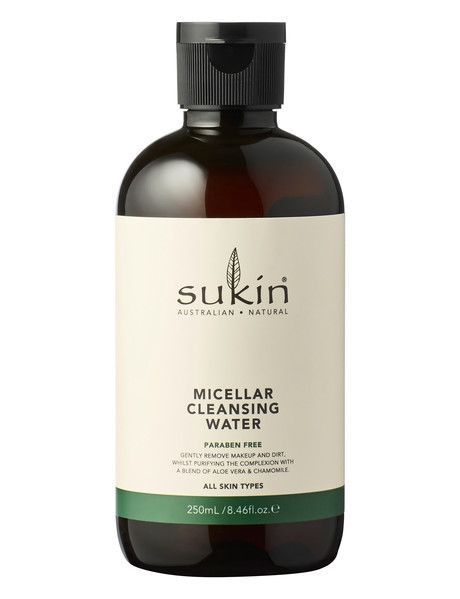 sukin®
AUSTRALIAN • NATURAL
MICELLAR
CLEANSING
WATER
PARABEN FREE
GENTLY REMOVE MAKEUP AND DIRT,
WHILST PURIFYING THE COMPLEXION WITH
A BLEND OF ALOE VERA & CHAMOMILE.
ALL SKIN TYPES
250mL/8.46fl.oz.℮